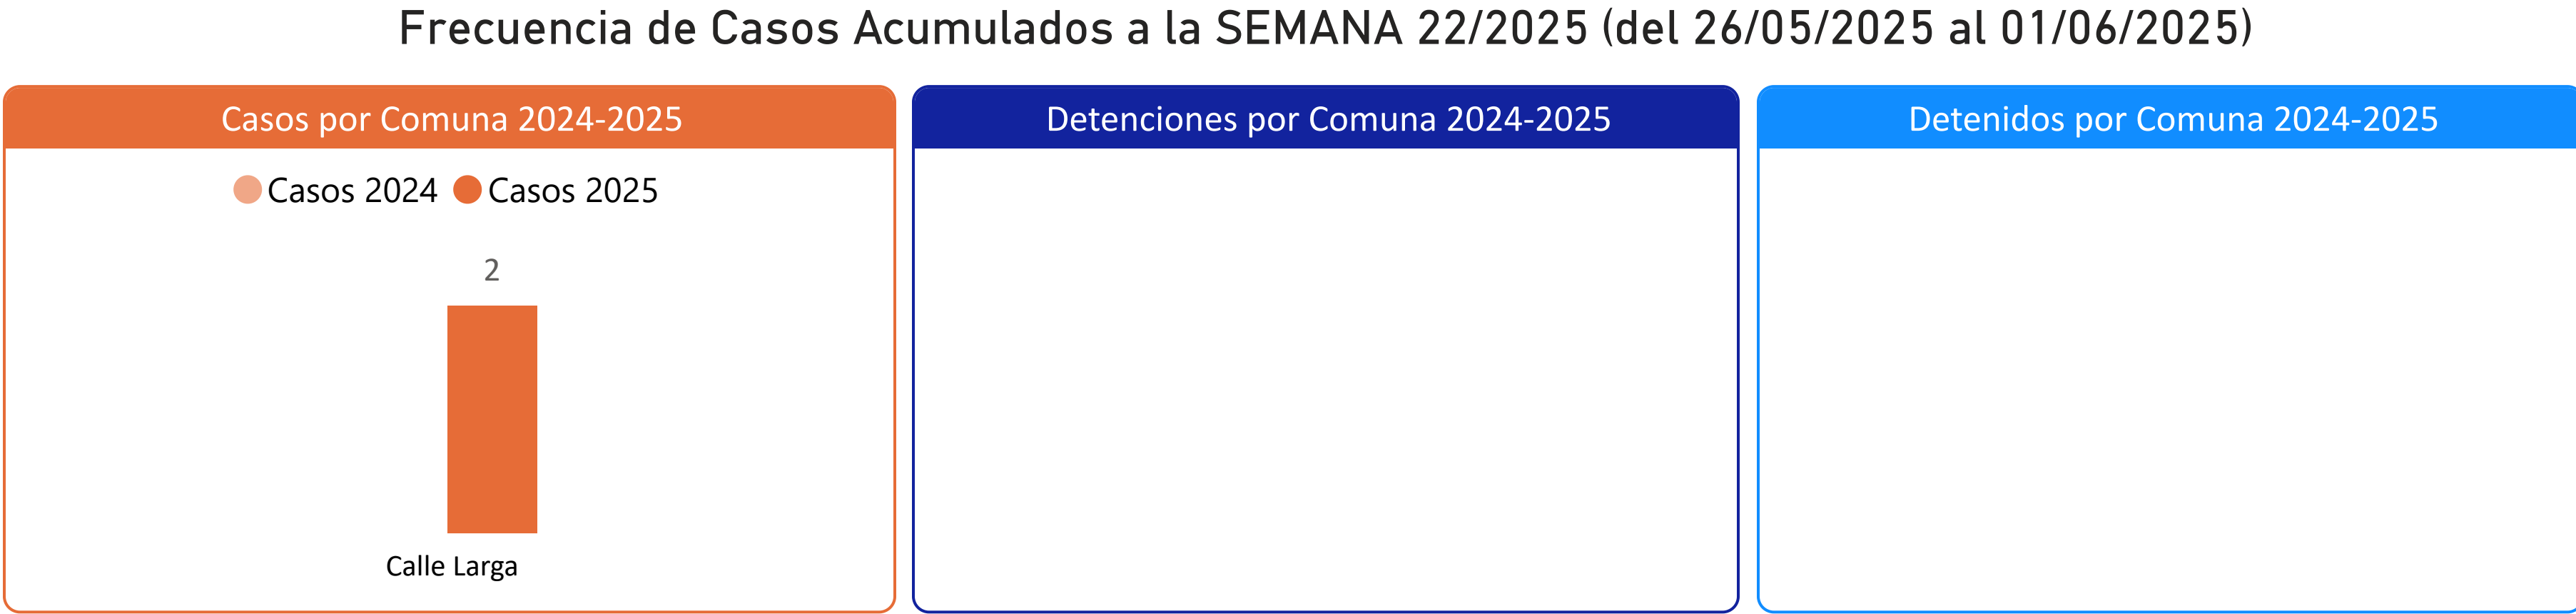 Frecuencia de Casos Acumulados a la SEMANA 22/2025 (del 26/05/2025 al 01/06/2025)
Casos por Comuna 2024-2025
Casos 2024 Casos 2025
2
Calle Larga
Detenciones por Comuna 2024-2025
Detenidos por Comuna 2024-2025